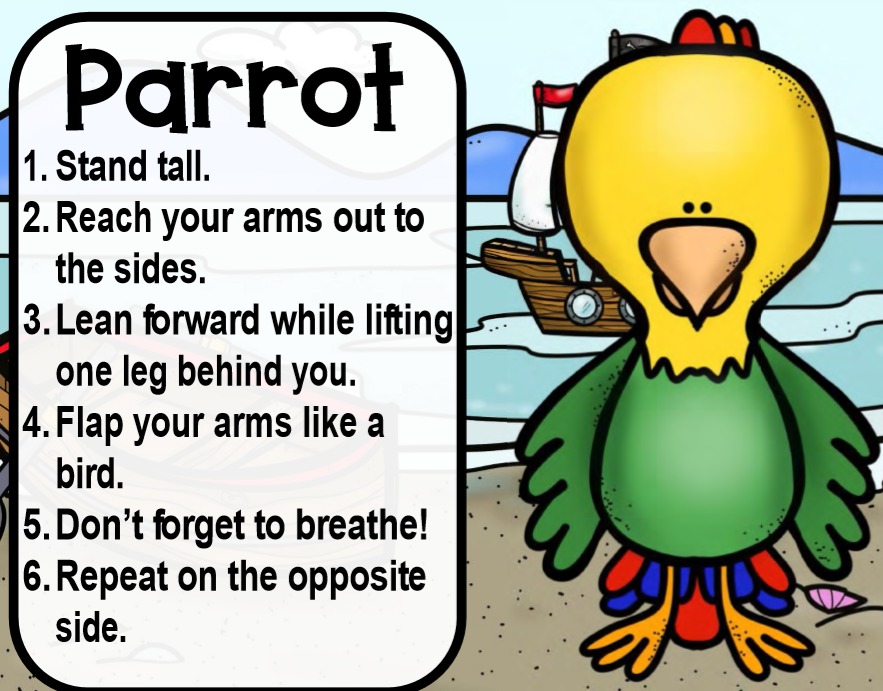 Parrot
1. Stand tall.
2. Reach your arms out to
the sides.
3. Lean forward while lifting
one leg behind you.
4. Flap your arms like a
bird.
5. Don't forget to breathe!
6. Repeat on the opposite
side.